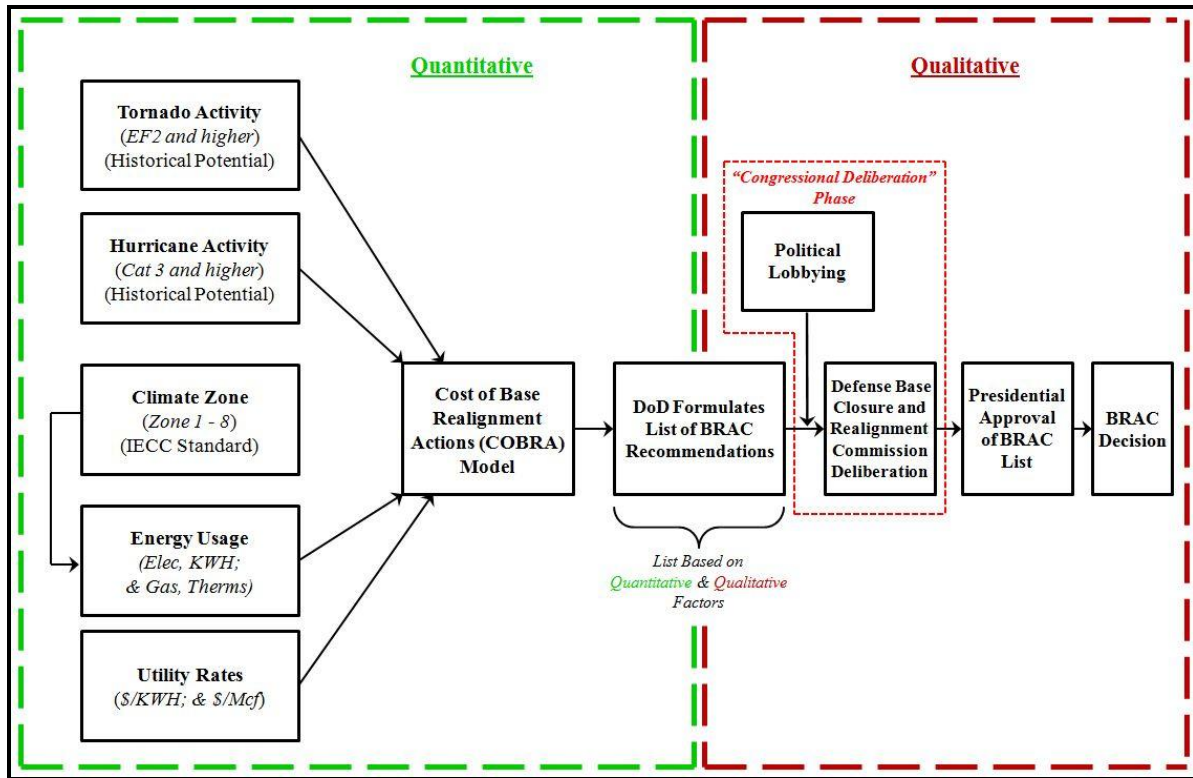 Quantitative
Qualitative
Tornado Activity
(EF2 and higher)
(Historical Potential)
Hurricane Activity
(Cat 3 and higher)
(Historical Potential)
Climate Zone
(Zone 1 - 8)
(IECC Standard)
Energy Usage
(Elec, KWH;
& Gas, Therms)
Utility Rates
($/KWH; & $/Mcf)
Cost of Base
Realignment
Actions (COBRA)
Model
DoD Formulates
List of BRAC
Recommendations
List Based on
Quantitative & Qualitative
Factors
“Congressional Deliberation”
Phase
Political
Lobbying
Defense Base
Closure and
Realignment
Commission
Deliberation
Presidential
Approval
of BRAC
List
BRAC
Decision